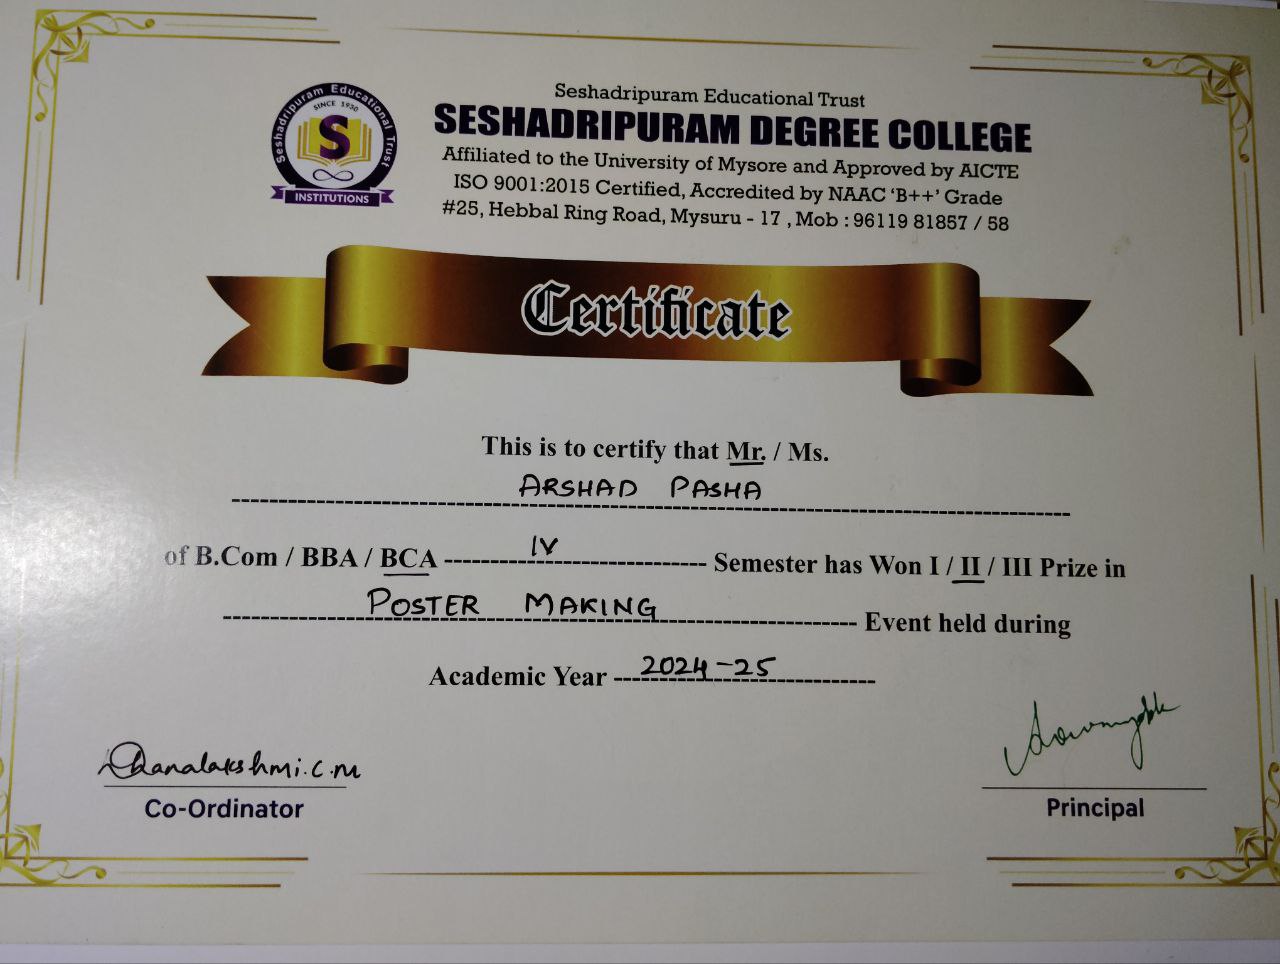 Seshadripuram Educational Trust
SINCE 1930
S
INSTITUTIONS
Seshadripuram Educational Trust
SESHADRIPURAM DEGREE COLLEGE
Affiliated to the University of Mysore and Approved by AICTE
ISO 9001:2015 Certified, Accredited by NAAC ‘B++’ Grade
#25, Hebbal Ring Road, Mysuru - 17 , Mob : 96119 81857 / 58
Certificate
This is to certify that Mr. / Ms.
ARSHAD PASHA
of B.Com / BBA / BCA IV Semester has Won I / II / III Prize in
POSTER MAKING Event held during
Academic Year 2024-25
Dhanalakshmi.C.M
Co-Ordinator
Principal